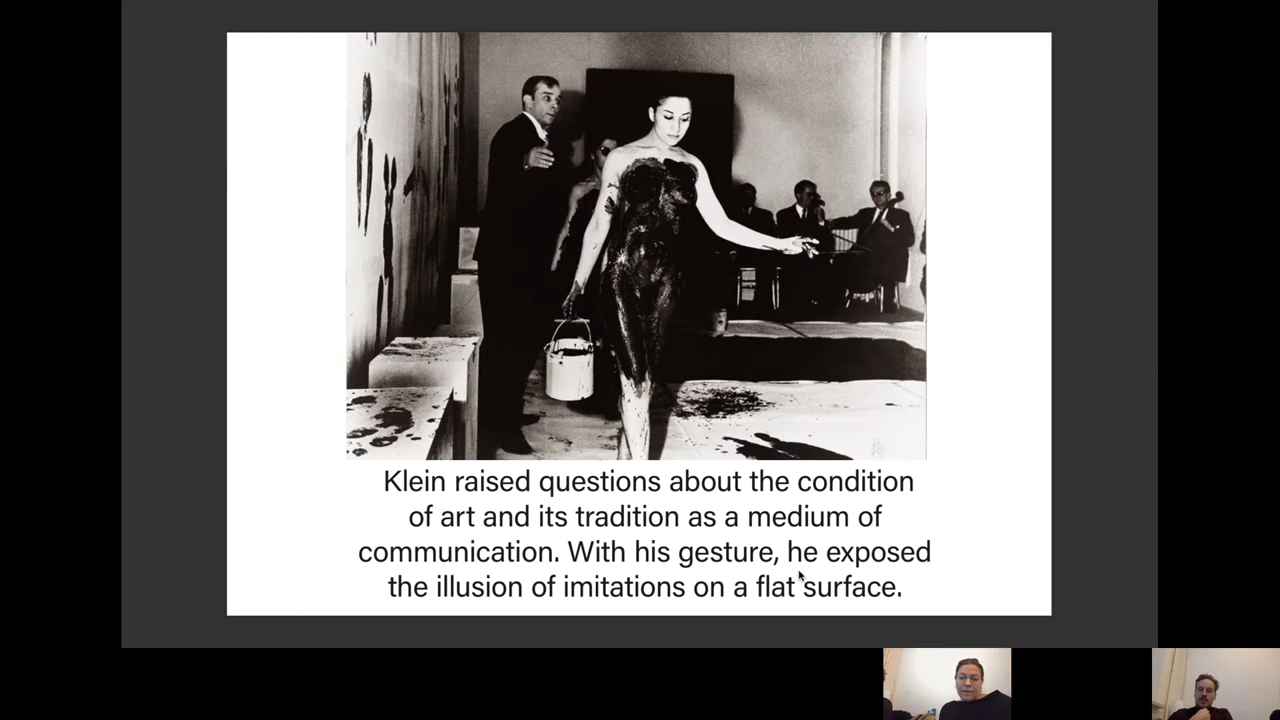 Klein raised questions about the condition
of art and its tradition as a medium of
communication. With his gesture, he exposed
the illusion of imitations on a flat surface.